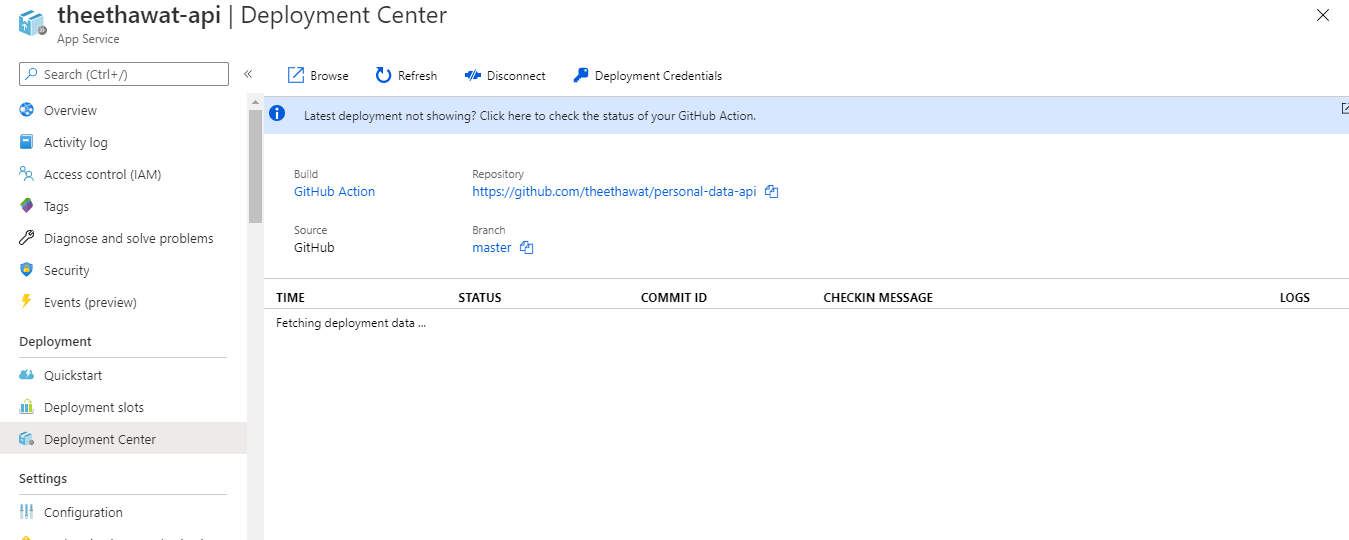 theethawat-api | Deployment Center
App Service
Search (Ctrl+/)
«
Overview
Activity log
Access control (IAM)
Tags
Diagnose and solve problems
Security
Events (preview)
Deployment
Quickstart
Deployment slots
Deployment Center
Settings
Configuration
Browse Refresh Disconnect Deployment Credentials
Latest deployment not showing? Click here to check the status of your GitHub Action.
Build Repository
GitHub Action https://github.com/theethawat/personal-data-api
Source Branch
GitHub master
TIME STATUS COMMIT ID CHECKIN MESSAGE LOGS
Fetching deployment data ...